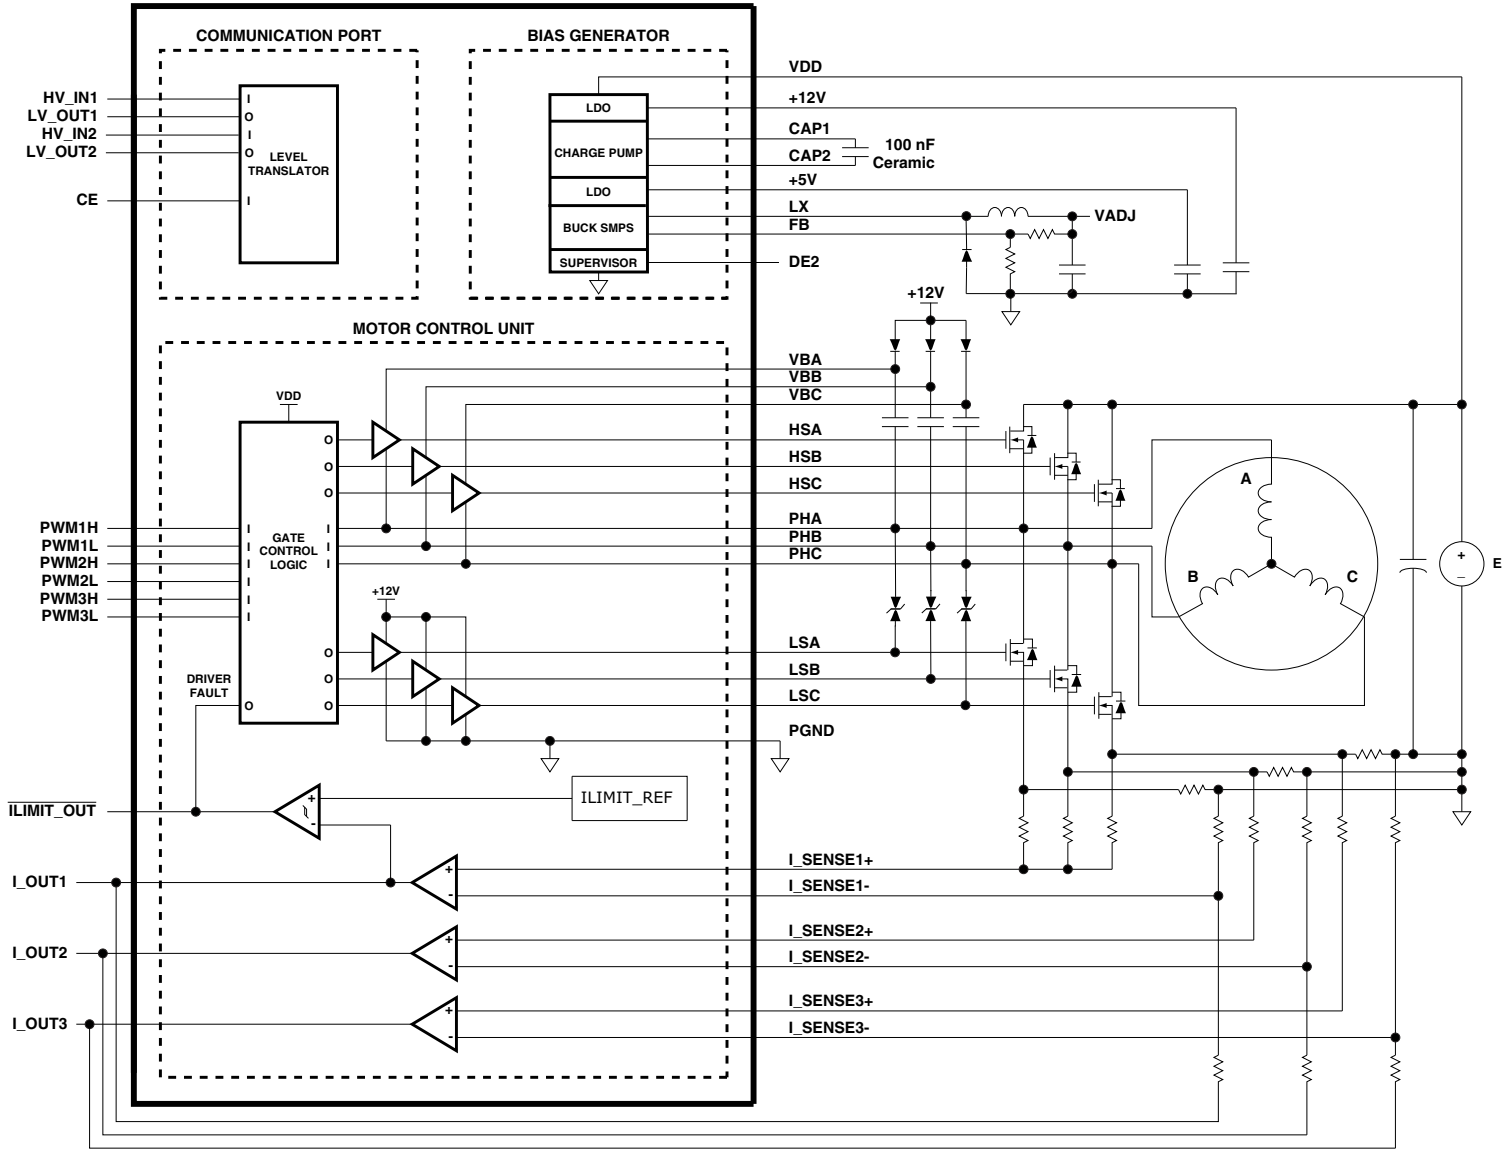 COMMUNICATION PORT
HV_IN1
LV_OUT1
HV_IN2
LV_OUT2
CE
I
O
I
O
I
LEVEL
TRANSLATOR
BIAS GENERATOR
LDO
CHARGE PUMP
LDO
BUCK SMPS
SUPERVISOR
VDD
+12V
CAP1
CAP2
100 nF
Ceramic
+5V
LX
FB
VADJ
DE2
+12V
MOTOR CONTROL UNIT
VDD
GATE
CONTROL
LOGIC
O
O
O
I
I
I
O
O
O
I
I
I
I
I
I
O
PWM1H
PWM1L
PWM2H
PWM2L
PWM3H
PWM3L
DRIVER
FAULT
+12V
VBA
VBB
VBC
HSA
HSB
HSC
PHA
PHB
PHC
LSA
LSB
LSC
PGND
A
B
C
+
–
E
ILIMIT_OUT
+
-
ILIMIT_REF
I_OUT1
+
-
I_SENSE1+
I_SENSE1-
I_OUT2
+
-
I_SENSE2+
I_SENSE2-
I_OUT3
+
-
I_SENSE3+
I_SENSE3-